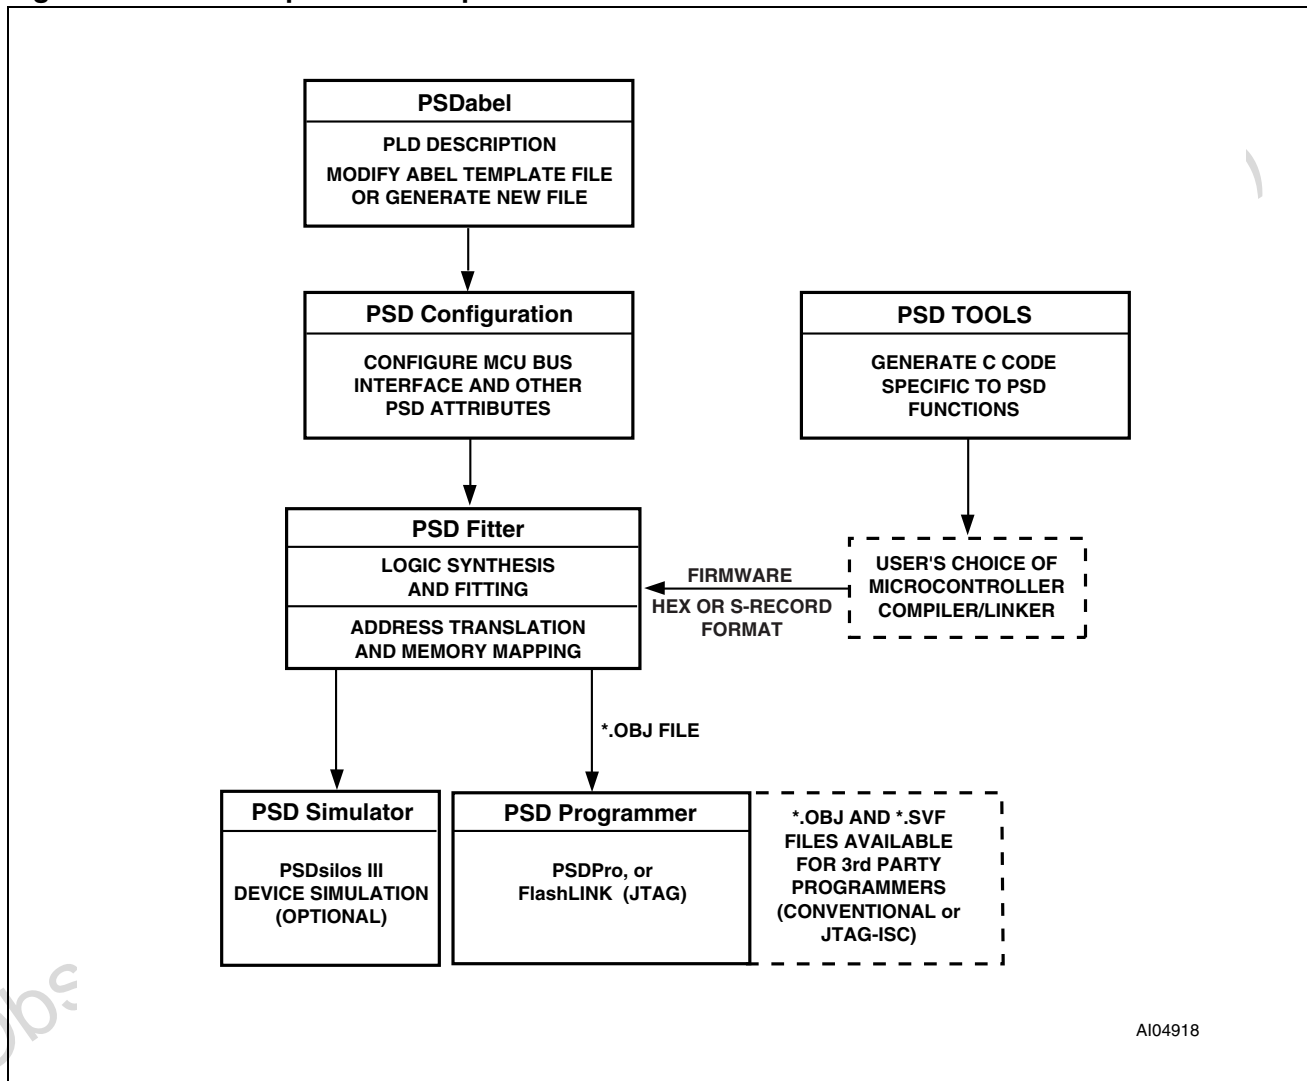 PSDabel
PLD DESCRIPTION
MODIFY ABEL TEMPLATE FILE
OR GENERATE NEW FILE
PSD Configuration
CONFIGURE MCU BUS
INTERFACE AND OTHER
PSD ATTRIBUTES
PSD TOOLS
GENERATE C CODE
SPECIFIC TO PSD
FUNCTIONS
PSD Fitter
LOGIC SYNTHESIS
AND FITTING
ADDRESS TRANSLATION
AND MEMORY MAPPING
FIRMWARE
HEX OR S-RECORD
FORMAT
USER'S CHOICE OF
MICROCONTROLLER
COMPILER/LINKER
*.OBJ FILE
PSD Simulator
PSDsilos III
DEVICE SIMULATION
(OPTIONAL)
PSD Programmer
PSDPro, or
FlashLINK (JTAG)
*.OBJ AND *.SVF
FILES AVAILABLE
FOR 3rd PARTY
PROGRAMMERS
(CONVENTIONAL or
JTAG-ISC)
AI04918